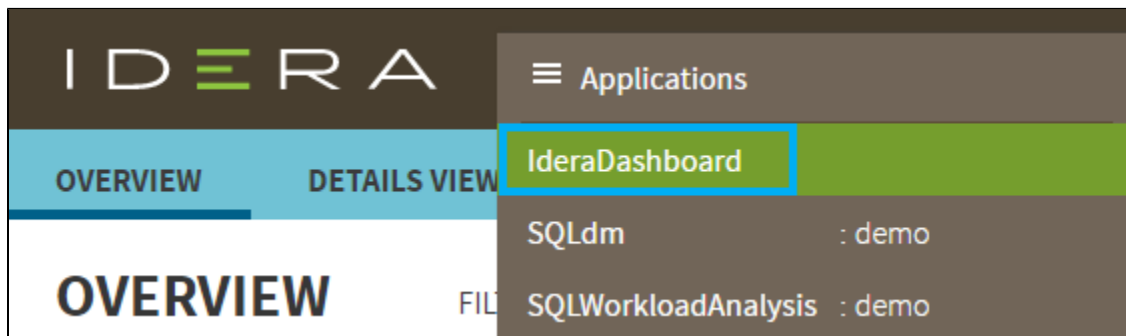 IDERA
☰ Applications
OVERVIEW DETAILS VIEW
IderaDashboard
SQLdm : demo
SQLWorkloadAnalysis : demo
OVERVIEW